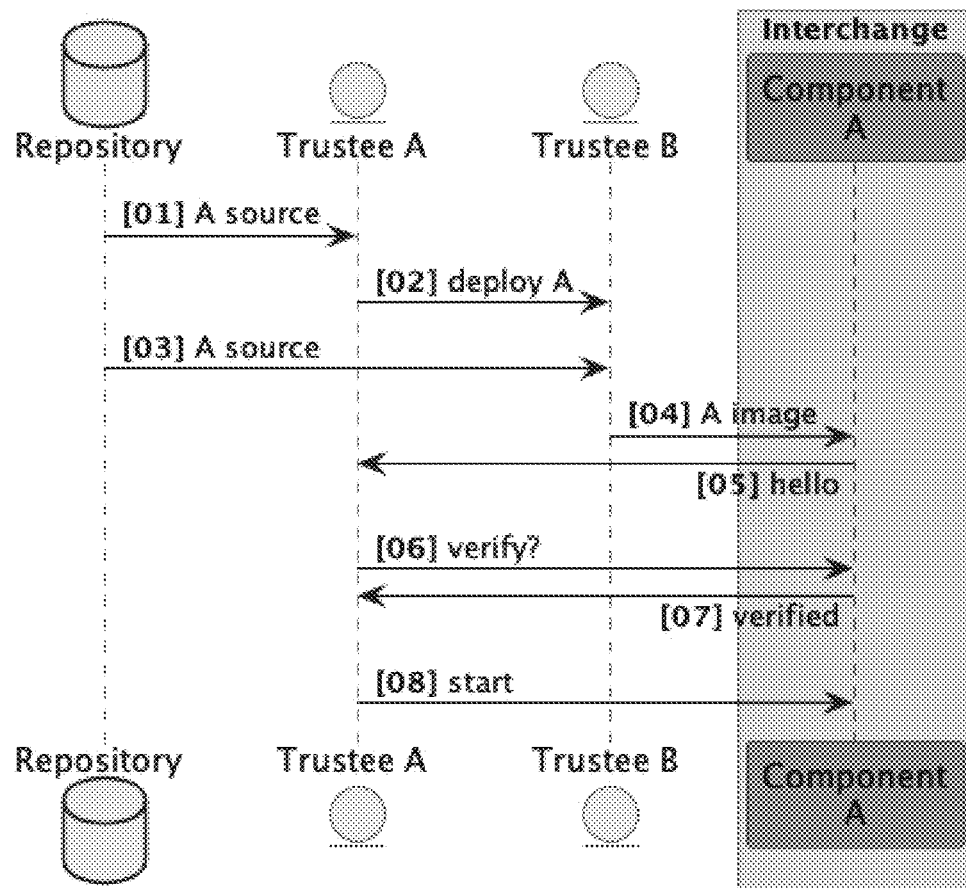 Interchange
Component
A
Repository
Trustee A
Trustee B
[01] A source
[02] deploy A
[03] A source
[04] A image
[05] hello
[06] verify?
[07] verified
[08] start
Repository
Trustee A
Trustee B
Component
A